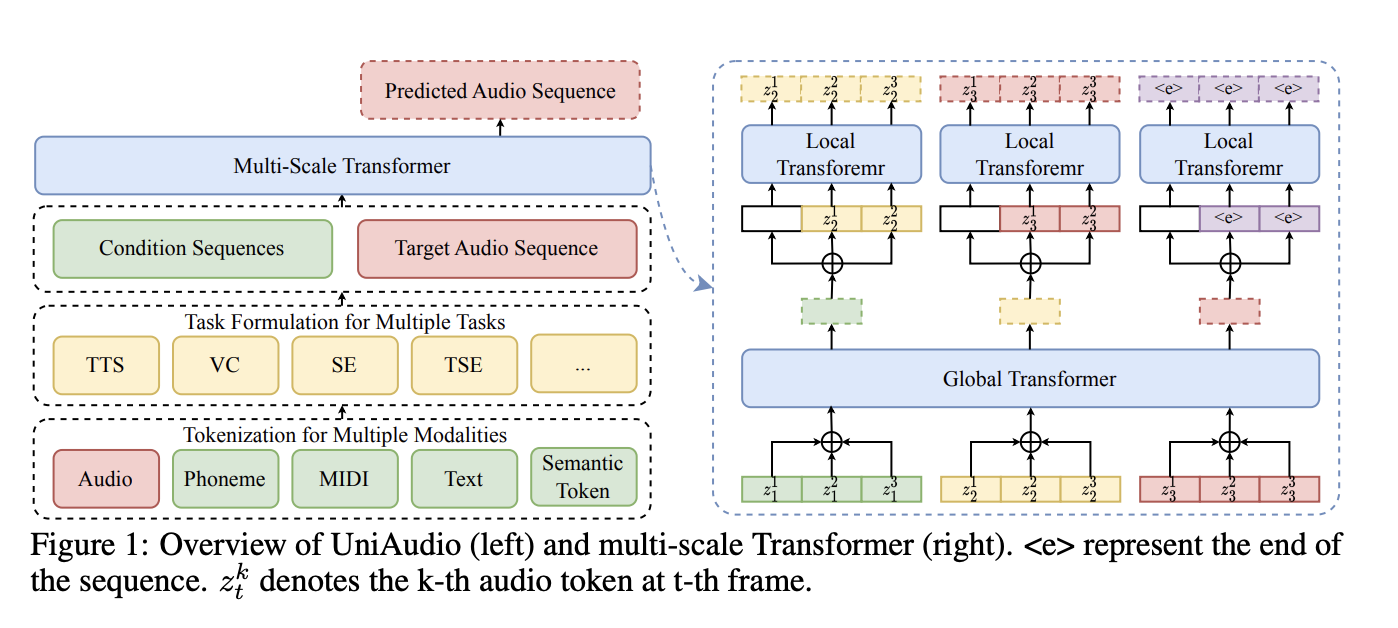 Predicted Audio Sequence
Multi-Scale Transformer
Condition Sequences
Target Audio Sequence
Task Formulation for Multiple Tasks
TTS
VC
SE
TSE
...
Tokenization for Multiple Modalities
Audio
Phoneme
MIDI
Text
Semantic
Token
z_2^1 z_2^2 z_2^3
z_3^1 z_3^2 z_3^3
<e> <e> <e>
Local
Transforemr
Local
Transforemr
Local
Transforemr
z_2^1 z_2^2
z_3^1 z_3^2
<e> <e>
Global Transformer
z_1^1 z_1^2 z_1^3
z_2^1 z_2^2 z_2^3
z_3^1 z_3^2 z_3^3
Figure 1: Overview of UniAudio (left) and multi-scale Transformer (right). <e> represent the end of
the sequence. z_t^k denotes the k-th audio token at t-th frame.